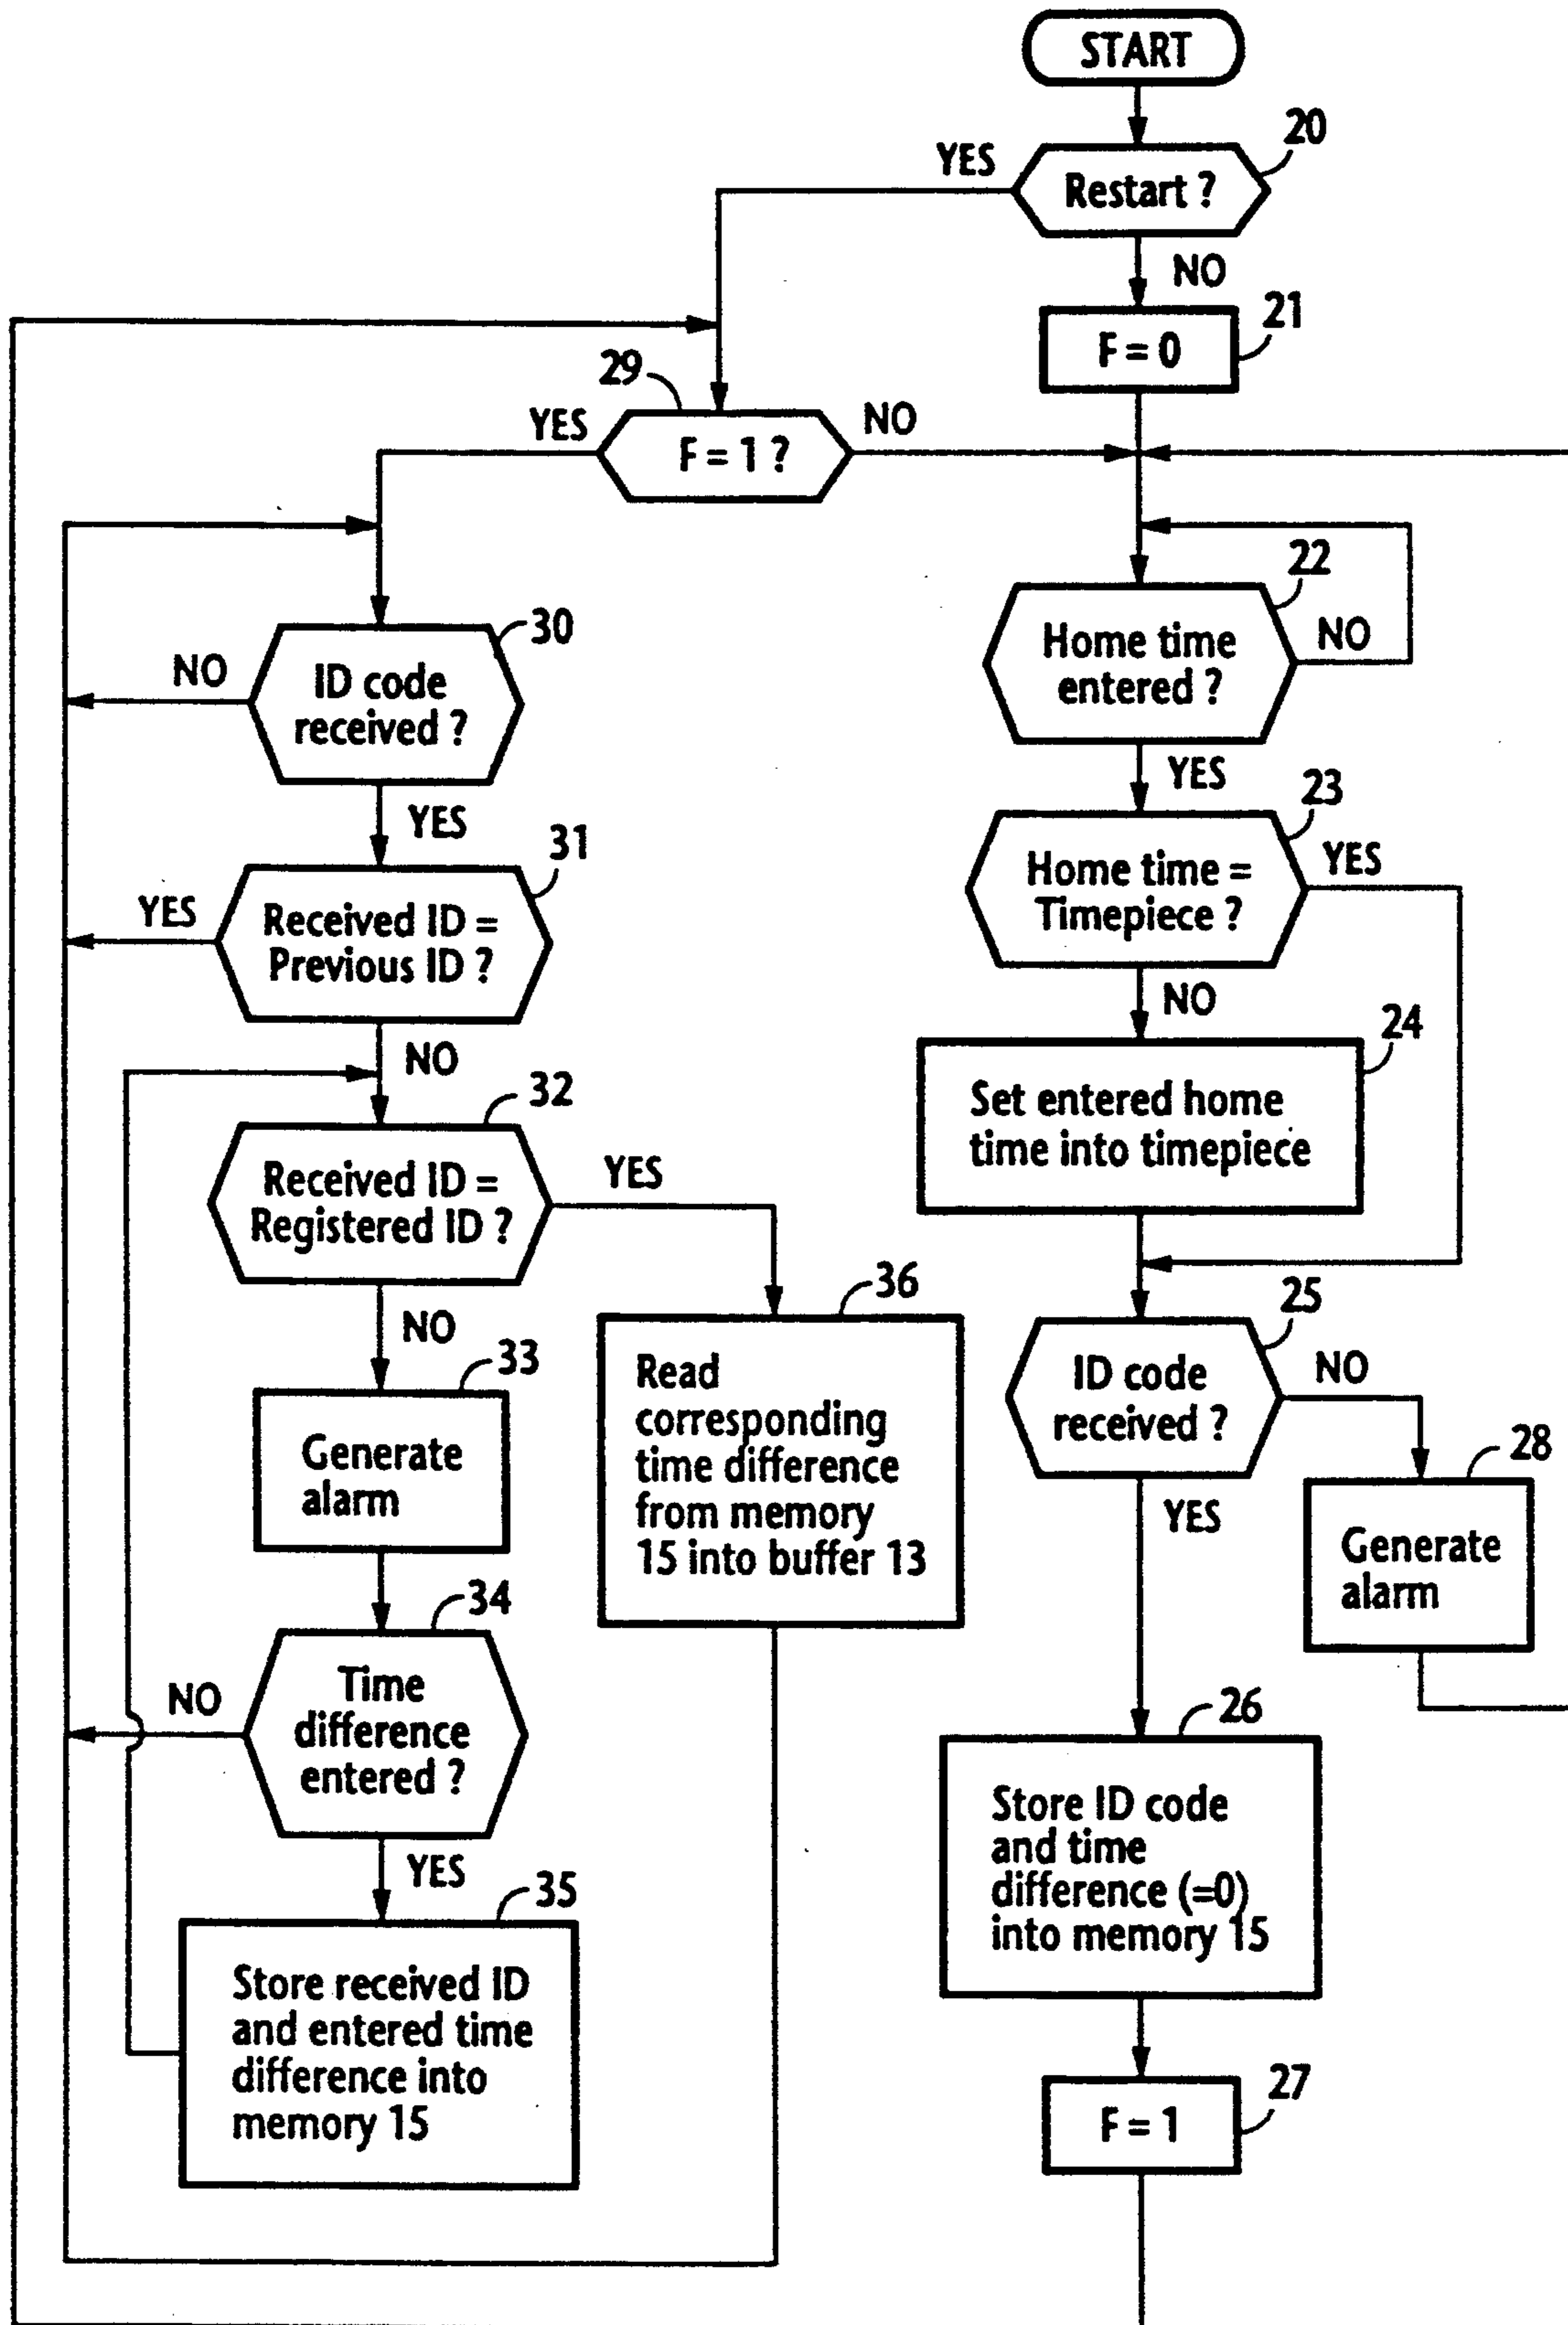 START
20
YES
Restart ?
NO
21
F = 0
29
YES
NO
F = 1 ?
22
Home time
entered ?
NO
30
NO
ID code
received ?
YES
23
YES
Home time =
Timepiece ?
YES
31
YES
Received ID =
Previous ID ?
NO
NO
24
Set entered home
time into timepiece
32
Received ID =
Registered ID ?
YES
NO
36
Read
corresponding
time difference
from memory
15 into buffer 13
25
ID code
received ?
NO
YES
33
Generate
alarm
28
Generate
alarm
34
NO
Time
difference
entered ?
YES
26
Store ID code
and time
difference (=0)
into memory 15
35
Store received ID
and entered time
difference into
memory 15
27
F = 1